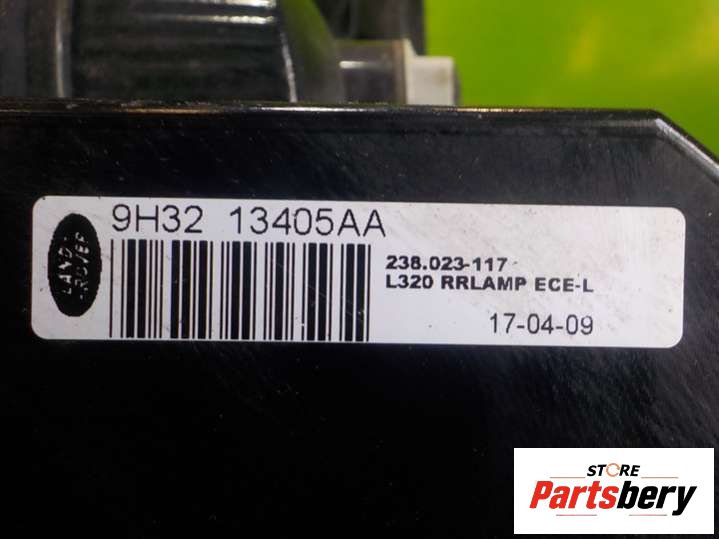 LAND
ROVER
9H32 13405AA
238.023-117
L320 RRLAMP ECE-L
17-04-09
STORE
Partsbery